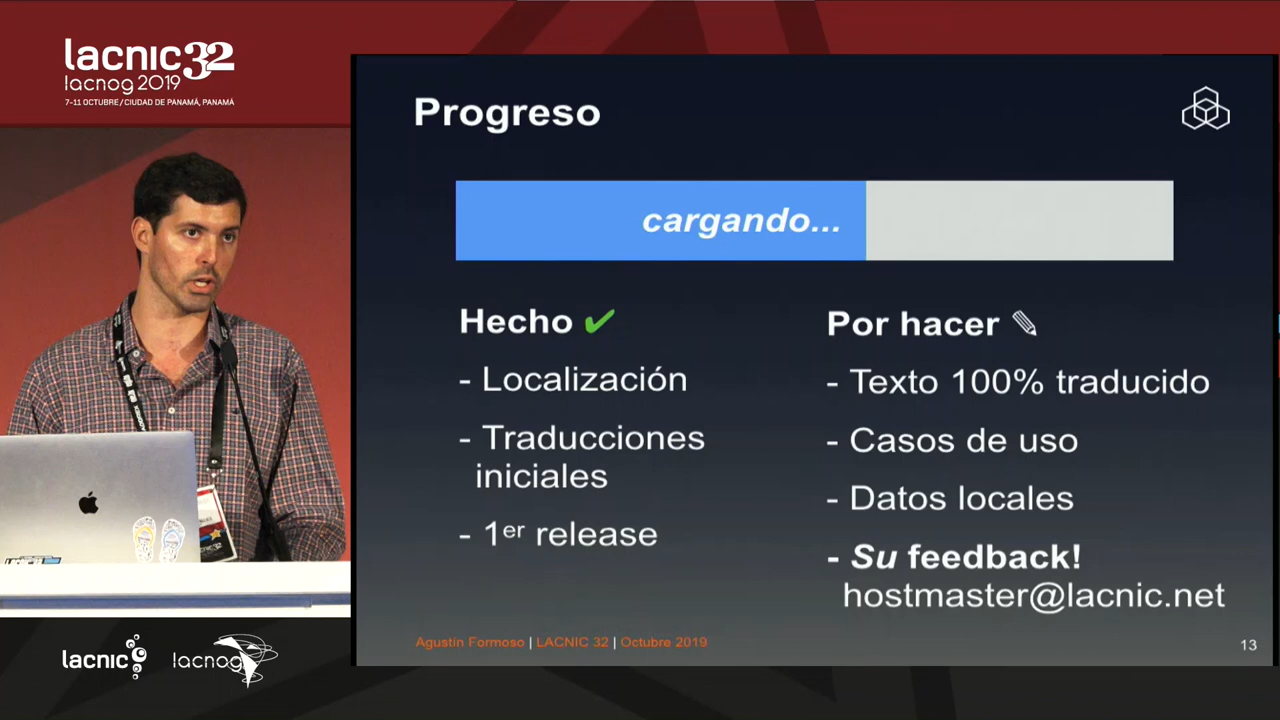 lacnic32
lacnog 2019
7-11 OCTUBRE / CIUDAD DE PANAMÁ, PANAMÁ
Progreso
cargando...
Hecho ✔
- Localización
- Traducciones
iniciales
- 1er release
Por hacer ✎
- Texto 100% traducido
- Casos de uso
- Datos locales
- Su feedback!
hostmaster@lacnic.net
Agustín Formoso | LACNIC 32 | Octubre 2019
13
lacnic
lacnog